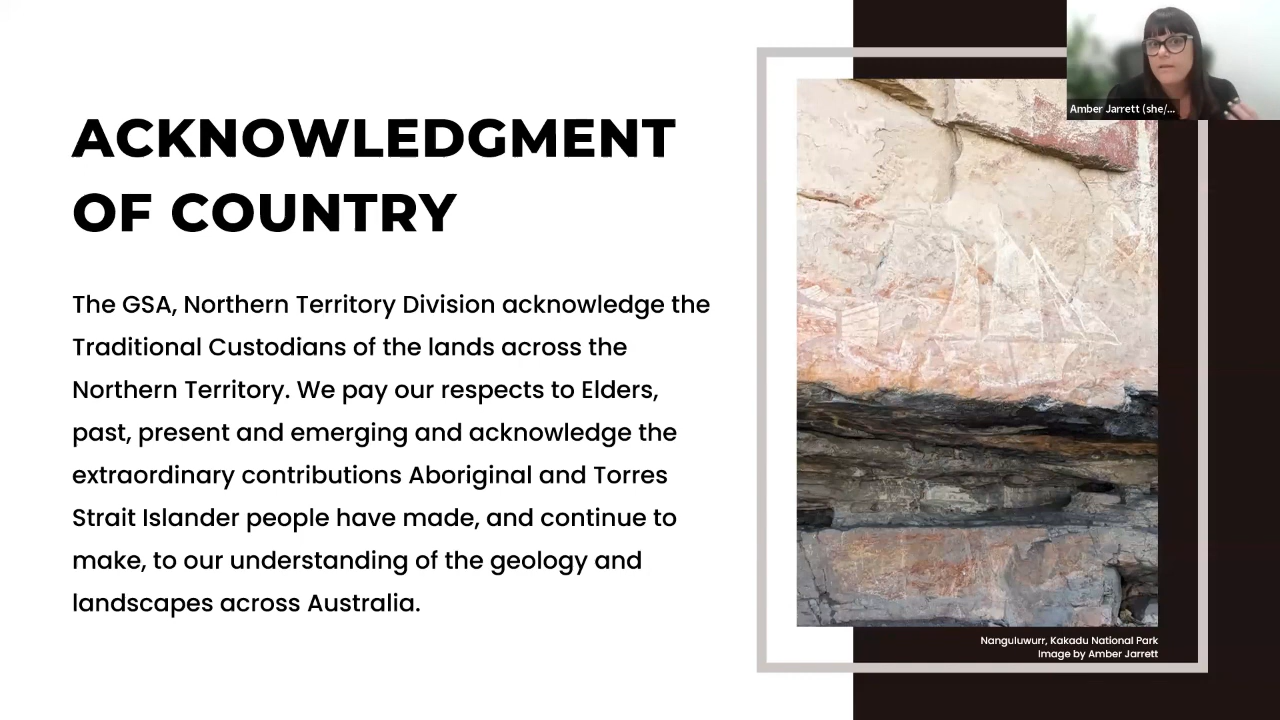 ACKNOWLEDGMENT
OF COUNTRY
The GSA, Northern Territory Division acknowledge the
Traditional Custodians of the lands across the
Northern Territory. We pay our respects to Elders,
past, present and emerging and acknowledge the
extraordinary contributions Aboriginal and Torres
Strait Islander people have made, and continue to
make, to our understanding of the geology and
landscapes across Australia.
Amber Jarrett (she/...
Nanguluwurr, Kakadu National Park
Image by Amber Jarrett